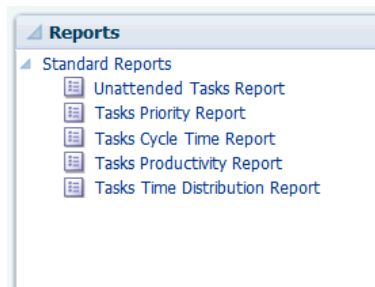 Reports
Standard Reports
Unattended Tasks Report
Tasks Priority Report
Tasks Cycle Time Report
Tasks Productivity Report
Tasks Time Distribution Report